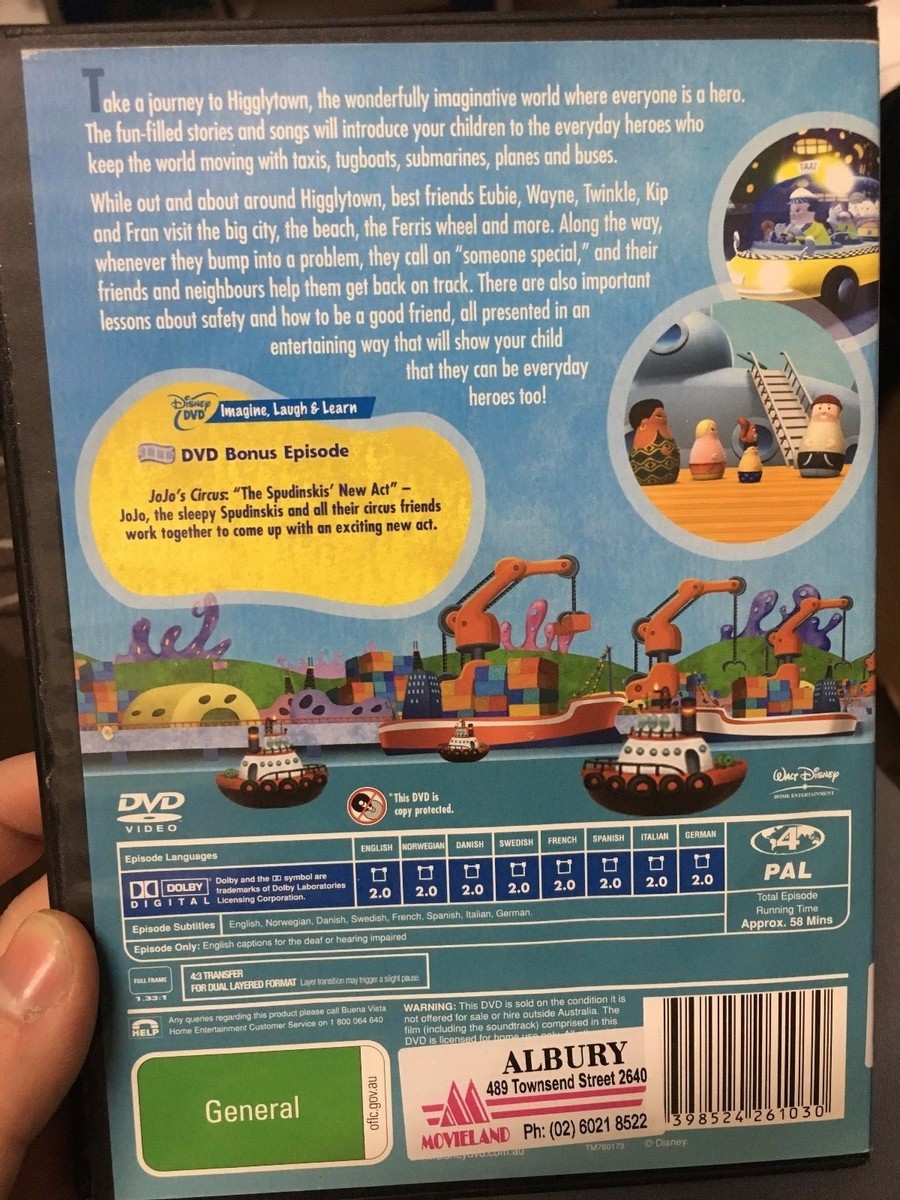 Take a journey to Higglytown, the wonderfully imaginative world where everyone is a hero.
The fun-filled stories and songs will introduce your children to the everyday heroes who
keep the world moving with taxis, tugboats, submarines, planes and buses.
While out and about around Higglytown, best friends Eubie, Wayne, Twinkle, Kip
and Fran visit the big city, the beach, the Ferris wheel and more. Along the way,
whenever they bump into a problem, they call on "someone special," and their
friends and neighbours help them get back on track. There are also important
lessons about safety and how to be a good friend, all presented in an
entertaining way that will show your child
that they can be everyday
heroes too!
TAXI
Disney DVD
Imagine, Laugh & Learn
DVD Bonus Episode
JoJo's Circus: "The Spudinskis' New Act" –
JoJo, the sleepy Spudinskis and all their circus friends
work together to come up with an exciting new act.
DVD
VIDEO
*This DVD is
copy protected.
Walt Disney
HOME ENTERTAINMENT
Episode Languages
ENGLISH NORWEGIAN DANISH SWEDISH FRENCH SPANISH ITALIAN GERMAN
DOLBY
DIGITAL
Dolby and the DD symbol are
trademarks of Dolby Laboratories
Licensing Corporation.
2.0 2.0 2.0 2.0 2.0 2.0 2.0 2.0
Episode Subtitles English, Norwegian, Danish, Swedish, French, Spanish, Italian, German.
Episode Only: English captions for the deaf or hearing impaired
4
PAL
Total Episode
Running Time
Approx. 58 Mins
FULL FRAME
1.33:1
4:3 TRANSFER
FOR DUAL LAYERED FORMAT Layer transition may trigger a slight pause.
HELP
Any queries regarding this product please call Buena Vista
Home Entertainment Customer Service on 1 800 064 640
WARNING: This DVD is sold on the condition it is
not offered for sale or hire outside Australia. The
film (including the soundtrack) comprised in this
DVD is licensed for home use only.
General
oflc.gov.au
ALBURY
489 Townsend Street 2640
MOVIELAND
Ph: (02) 6021 8522
398524 261030
TM760173
© Disney